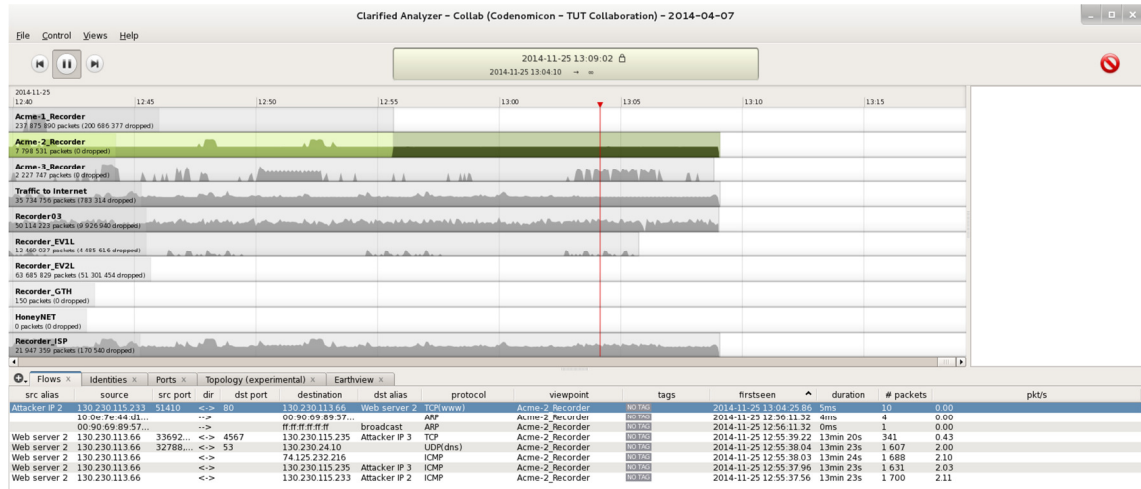 Clarified Analyzer - Collab (Codenomicon - TUT Collaboration) - 2014-04-07
File Control Views Help
2014-11-25 13:09:02
2014-11-25 13:04:10 → ∞
2014-11-25
12:40 12:45 12:50 12:55 13:00 13:05 13:10 13:15
Acme-1_Recorder
237 875 890 packets (200 686 377 dropped)
Acme-2_Recorder
7 798 531 packets (0 dropped)
Acme-3_Recorder
2 227 747 packets (0 dropped)
Traffic to Internet
35 734 756 packets (783 314 dropped)
Recorder03
50 114 223 packets (9 926 940 dropped)
Recorder_EV1L
packets (4 485 616 dropped)
Recorder_EV2L
63 685 829 packets (51 301 454 dropped)
Recorder_GTH
150 packets (0 dropped)
HoneyNET
0 packets (0 dropped)
Recorder_ISP
21 947 359 packets (170 540 dropped)
Flows × Identities × Ports × Topology (experimental) × Earthview ×
src alias source src port dir dst port destination dst alias protocol viewpoint tags firstseen duration # packets pkt/s
Attacker IP 2 130.230.115.233 51410 <-> 80 130.230.113.66 Web server 2 TCP(www) Acme-2_Recorder NO TAG 2014-11-25 13:04:25.86 5ms 10 0.00
10:0e:7e:44:d1... --> 00:90:69:89:57... ARP Acme-2_Recorder NO TAG 2014-11-25 12:56:11.32 4ms 4 0.00
00:90:69:89:57... --> ff:ff:ff:ff:ff:ff broadcast ARP Acme-2_Recorder NO TAG 2014-11-25 12:56:11.32 0ms 1 0.00
Web server 2 130.230.113.66 33692... <-> 4567 130.230.115.235 Attacker IP 3 TCP Acme-2_Recorder NO TAG 2014-11-25 12:55:39.22 13min 20s 341 0.43
Web server 2 130.230.113.66 32788,... <-> 53 130.230.24.10 UDP(dns) Acme-2_Recorder NO TAG 2014-11-25 12:55:38.04 13min 23s 1 607 2.00
Web server 2 130.230.113.66 <-> 74.125.232.216 ICMP Acme-2_Recorder NO TAG 2014-11-25 12:55:38.03 13min 24s 1 688 2.10
Web server 2 130.230.113.66 <-> 130.230.115.235 Attacker IP 3 ICMP Acme-2_Recorder NO TAG 2014-11-25 12:55:37.96 13min 23s 1 631 2.03
Web server 2 130.230.113.66 <-> 130.230.115.233 Attacker IP 2 ICMP Acme-2_Recorder NO TAG 2014-11-25 12:55:37.56 13min 23s 1 700 2.11